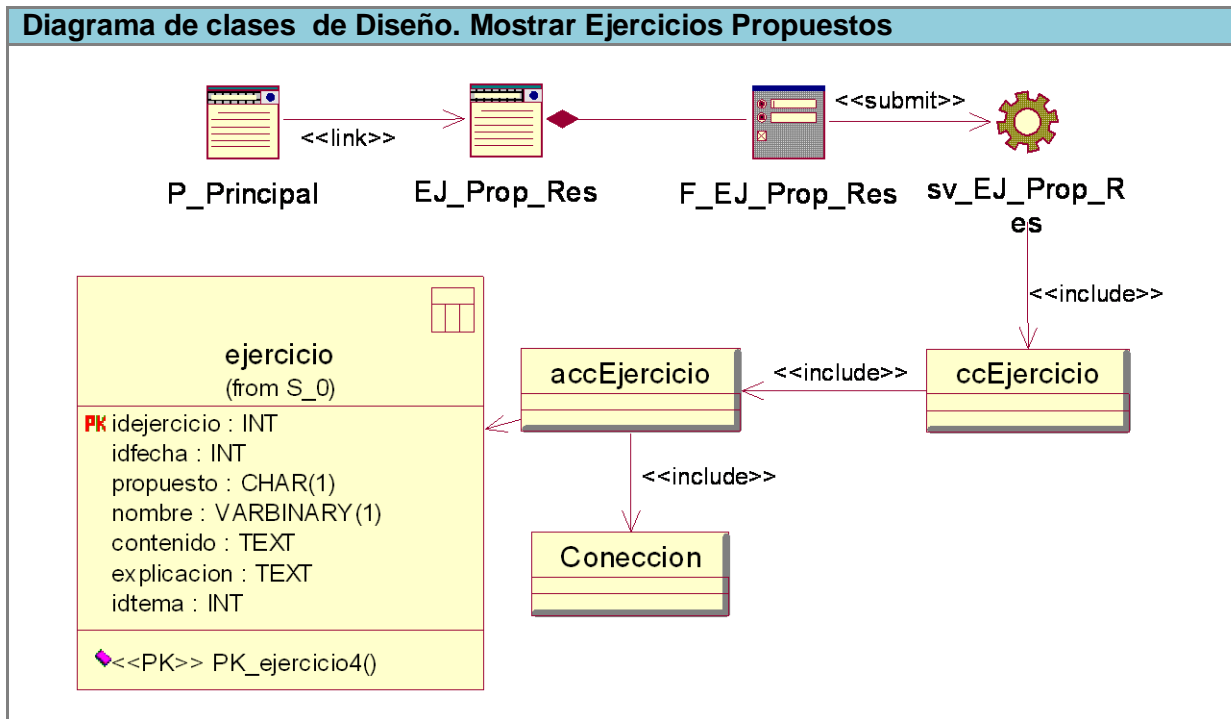 Diagrama de clases  de Diseño. Mostrar Ejercicios Propuestos
<<submit>>
<<link>>
P_Principal
EJ_Prop_Res
F_EJ_Prop_Res
sv_EJ_Prop_R
es
<<include>>
ejercicio
(from S_0)
accEjercicio
<<include>>
ccEjercicio
PK idejercicio : INT
idfecha : INT
propuesto : CHAR(1)
nombre : VARBINARY(1)
contenido : TEXT
explicacion : TEXT
idtema : INT
<<include>>
Coneccion
<<PK>> PK_ejercicio4()